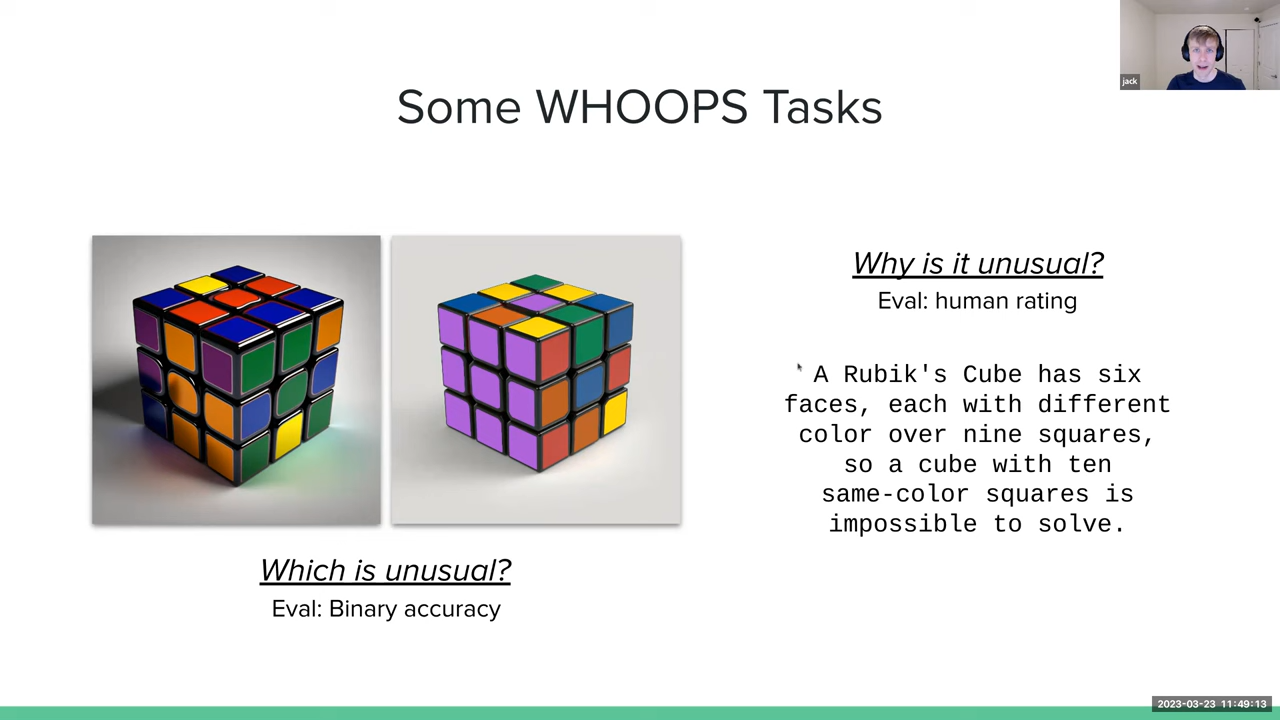 jack
Some WHOOPS Tasks
Why is it unusual?
Eval: human rating
A Rubik's Cube has six
faces, each with different
color over nine squares,
so a cube with ten
same-color squares is
impossible to solve.
Which is unusual?
Eval: Binary accuracy
2023-03-23 11:49:13